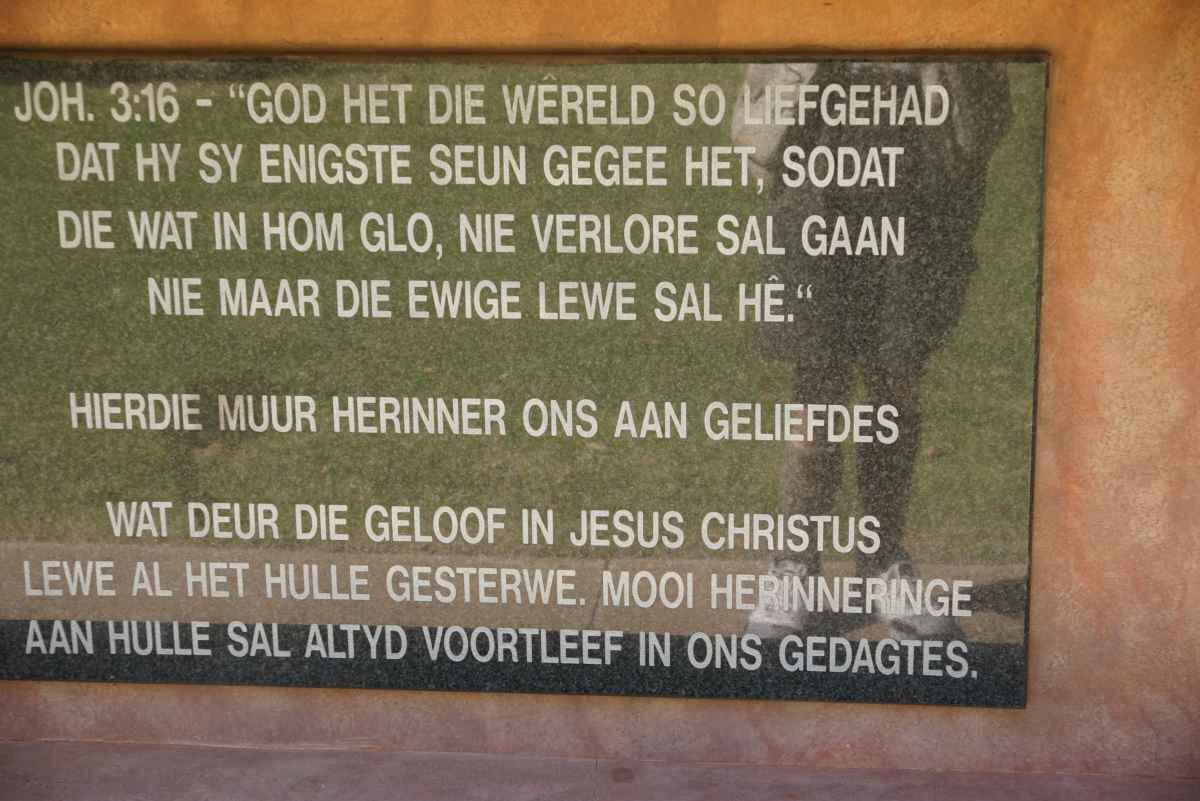 JOH. 3:16 - “GOD HET DIE WÊRELD SO LIEFGEHAD
DAT HY SY ENIGSTE SEUN GEGEE HET, SODAT
DIE WAT IN HOM GLO, NIE VERLORE SAL GAAN
NIE MAAR DIE EWIGE LEWE SAL HÊ.“
HIERDIE MUUR HERINNER ONS AAN GELIEFDES
WAT DEUR DIE GELOOF IN JESUS CHRISTUS
LEWE AL HET HULLE GESTERWE. MOOI HERINNERINGE
AAN HULLE SAL ALTYD VOORTLEEF IN ONS GEDAGTES.